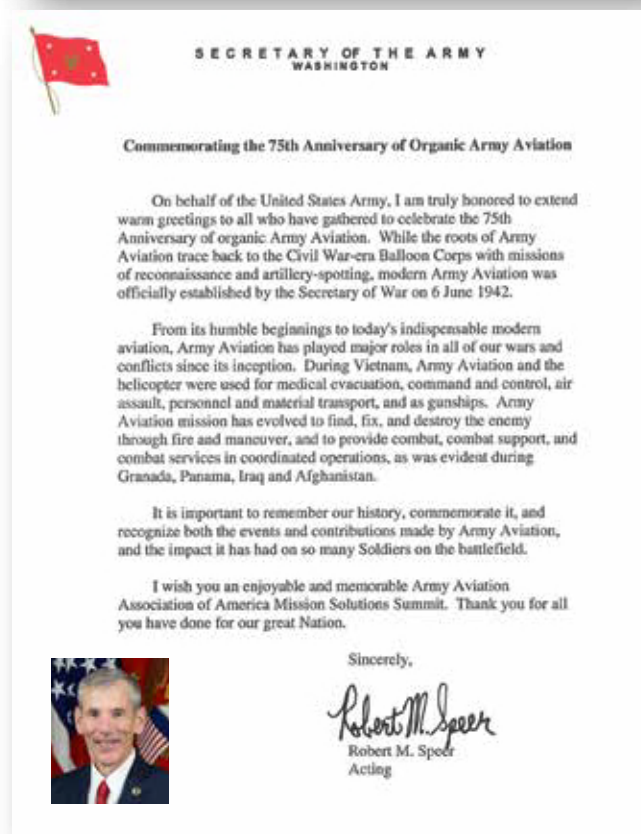 SECRETARY OF THE ARMY
WASHINGTON
Commemorating the 75th Anniversary of Organic Army Aviation
On behalf of the United States Army, I am truly honored to extend
warm greetings to all who have gathered to celebrate the 75th
Anniversary of organic Army Aviation. While the roots of Army
Aviation trace back to the Civil War-era Balloon Corps with missions
of reconnaissance and artillery-spotting, modern Army Aviation was
officially established by the Secretary of War on 6 June 1942.
From its humble beginnings to today's indispensable modern
aviation, Army Aviation has played major roles in all of our wars and
conflicts since its inception. During Vietnam, Army Aviation and the
helicopter were used for medical evacuation, command and control, air
assault, personnel and material transport, and as gunships. Army
Aviation mission has evolved to find, fix, and destroy the enemy
through fire and maneuver, and to provide combat, combat support, and
combat services in coordinated operations, as was evident during
Granada, Panama, Iraq and Afghanistan.
It is important to remember our history, commemorate it, and
recognize both the events and contributions made by Army Aviation,
and the impact it has had on so many Soldiers on the battlefield.
I wish you an enjoyable and memorable Army Aviation
Association of America Mission Solutions Summit. Thank you for all
you have done for our great Nation.
Sincerely,
Robert M. Speer
Robert M. Speer
Acting